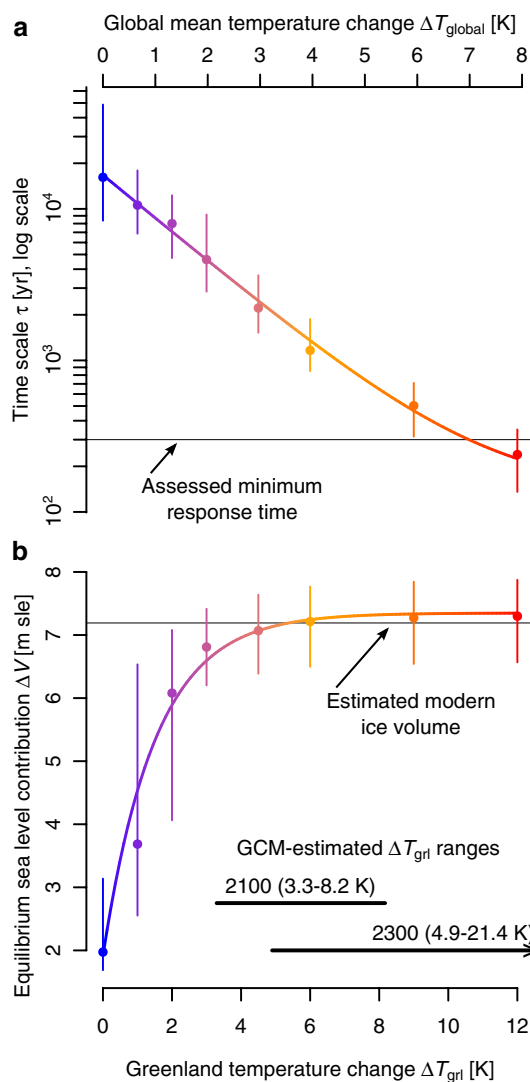 a
Global mean temperature change ΔT_global [K]
0 1 2 3 4 5 6 7 8
Time scale τ [yr], log scale
10^4
10^3
10^2
Assessed minimum
response time
b
Equilibrium sea level contribution ΔV [m sle]
8
7
6
5
4
3
2
Estimated modern
ice volume
GCM-estimated ΔT_grl ranges
2100 (3.3-8.2 K)
2300 (4.9-21.4 K)
0 2 4 6 8 10 12
Greenland temperature change ΔT_grl [K]